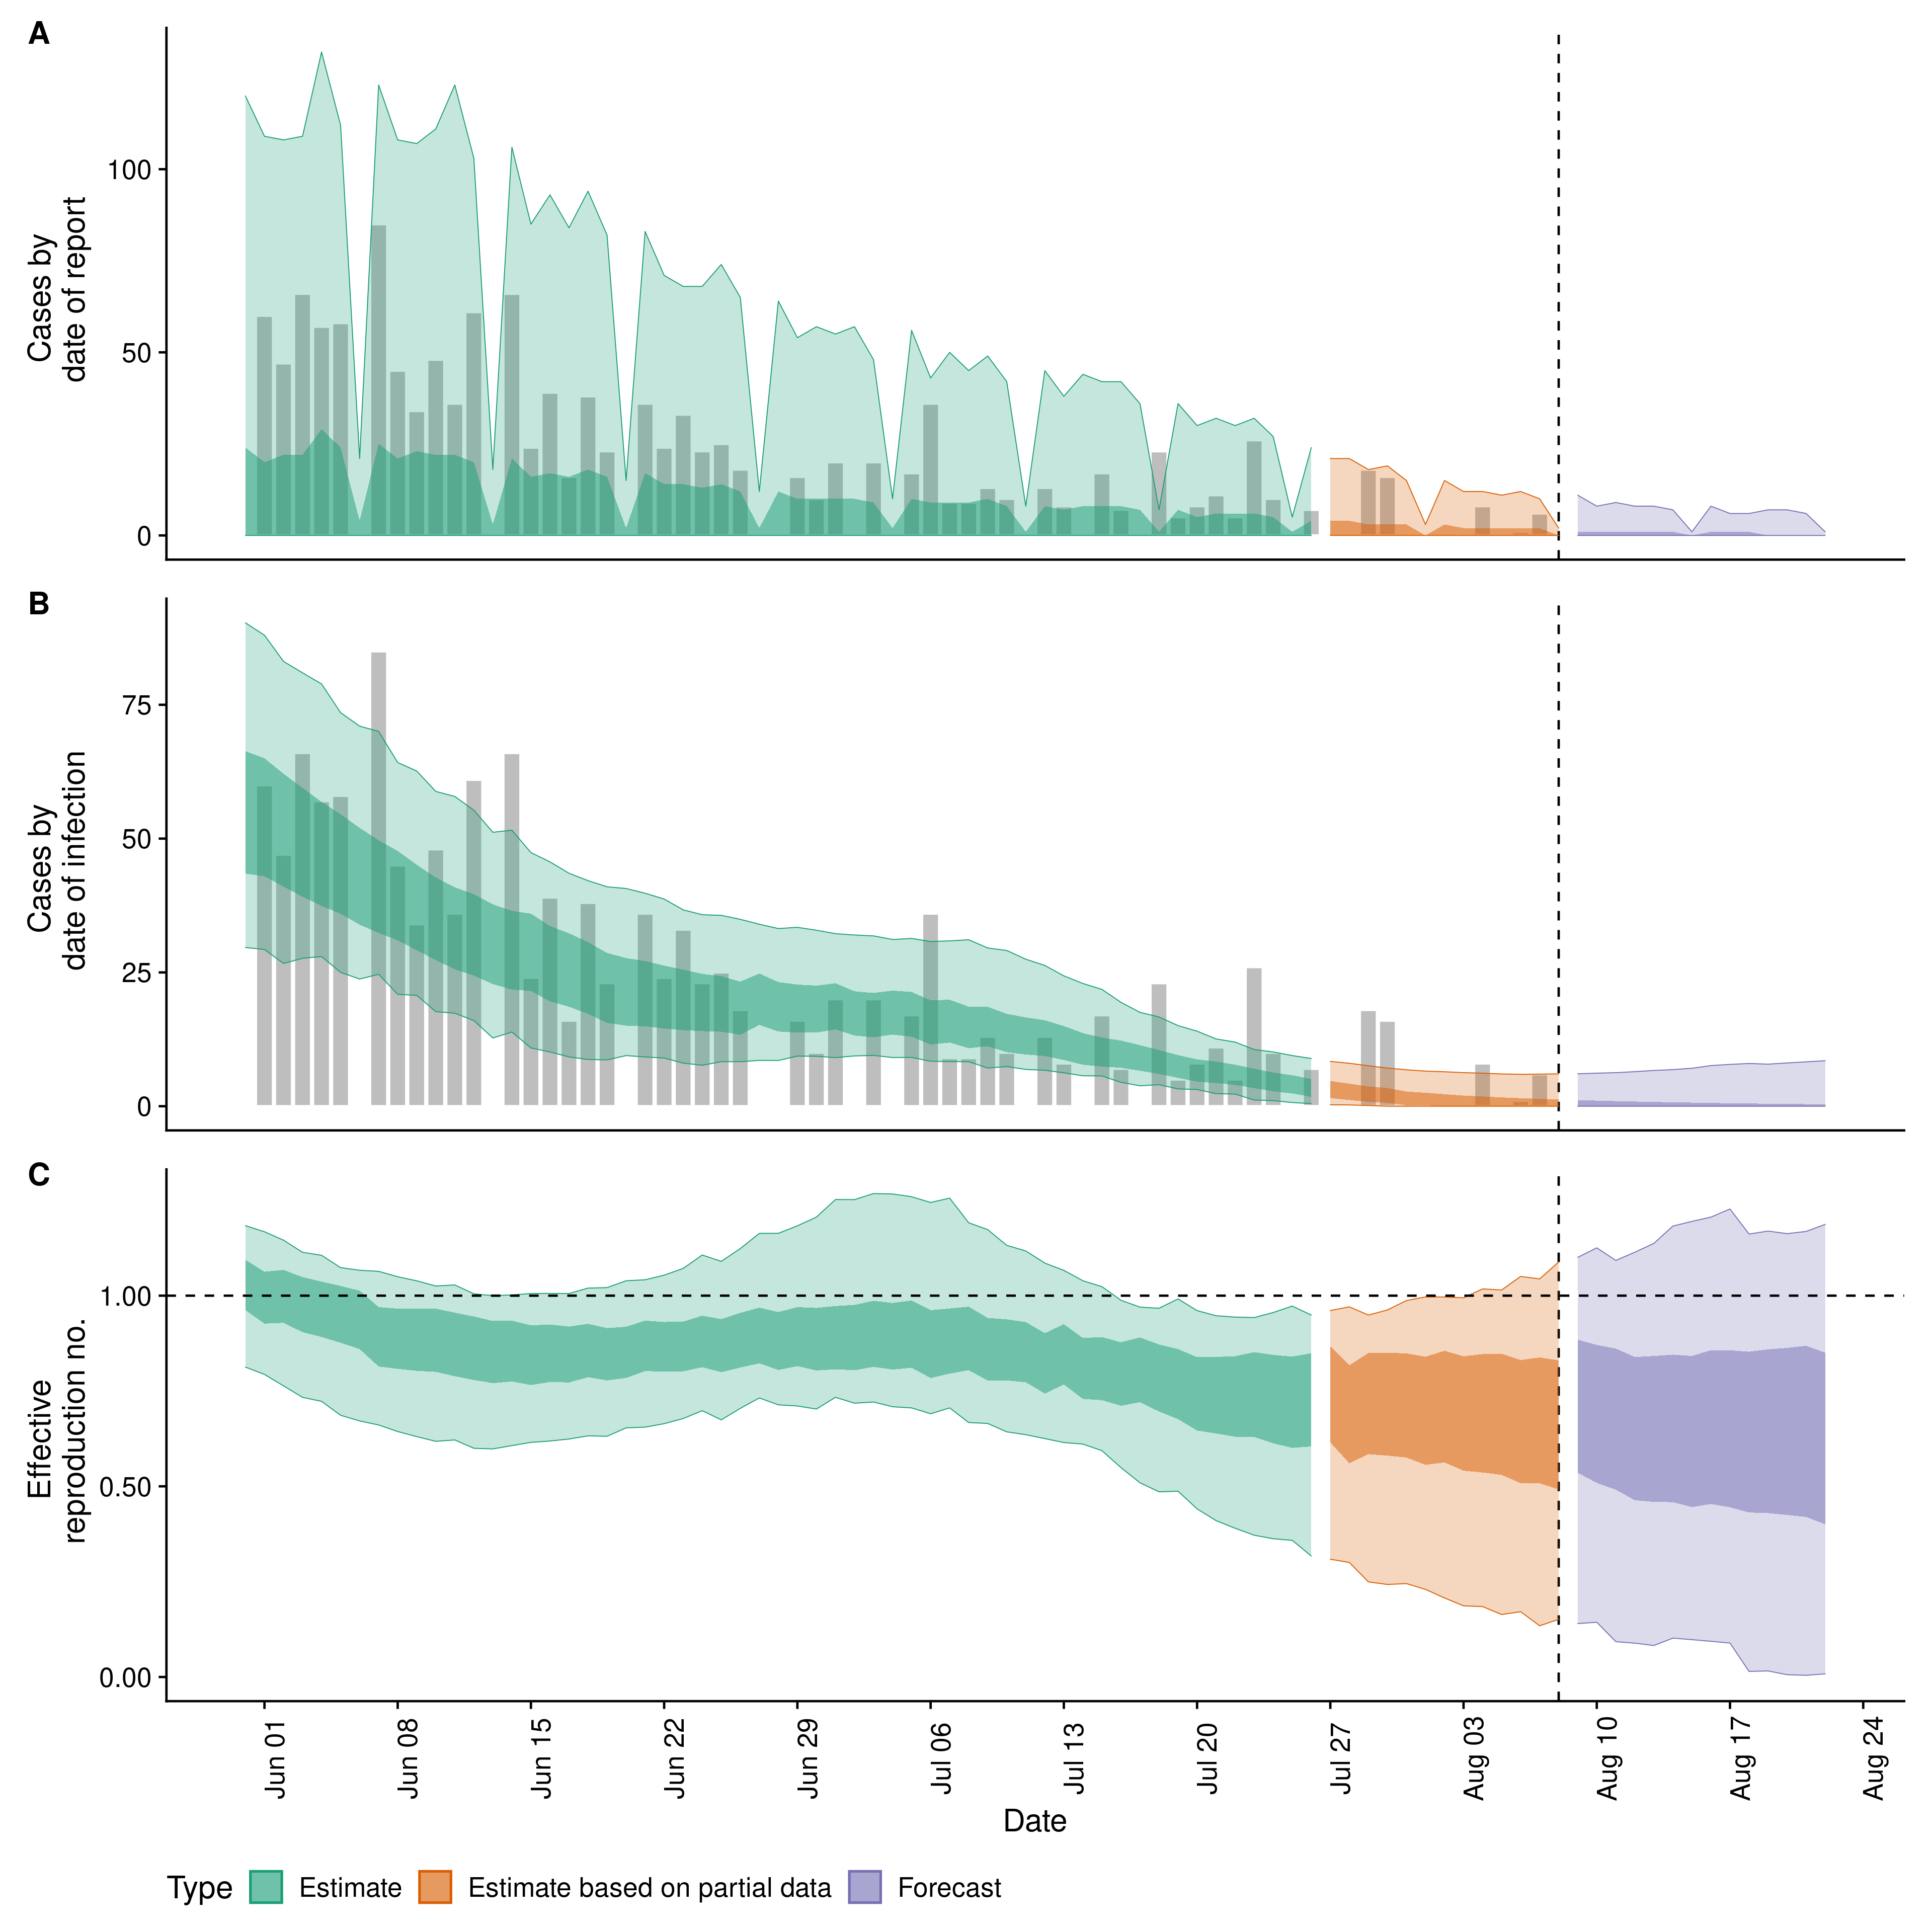 A
Cases by
date of report
100
50
0
B
Cases by
date of infection
75
50
25
0
C
Effective
reproduction no.
1.00
0.50
0.00
Jun 01
Jun 08
Jun 15
Jun 22
Jun 29
Jul 06
Jul 13
Jul 20
Jul 27
Aug 03
Aug 10
Aug 17
Aug 24
Date
Type Estimate Estimate based on partial data Forecast